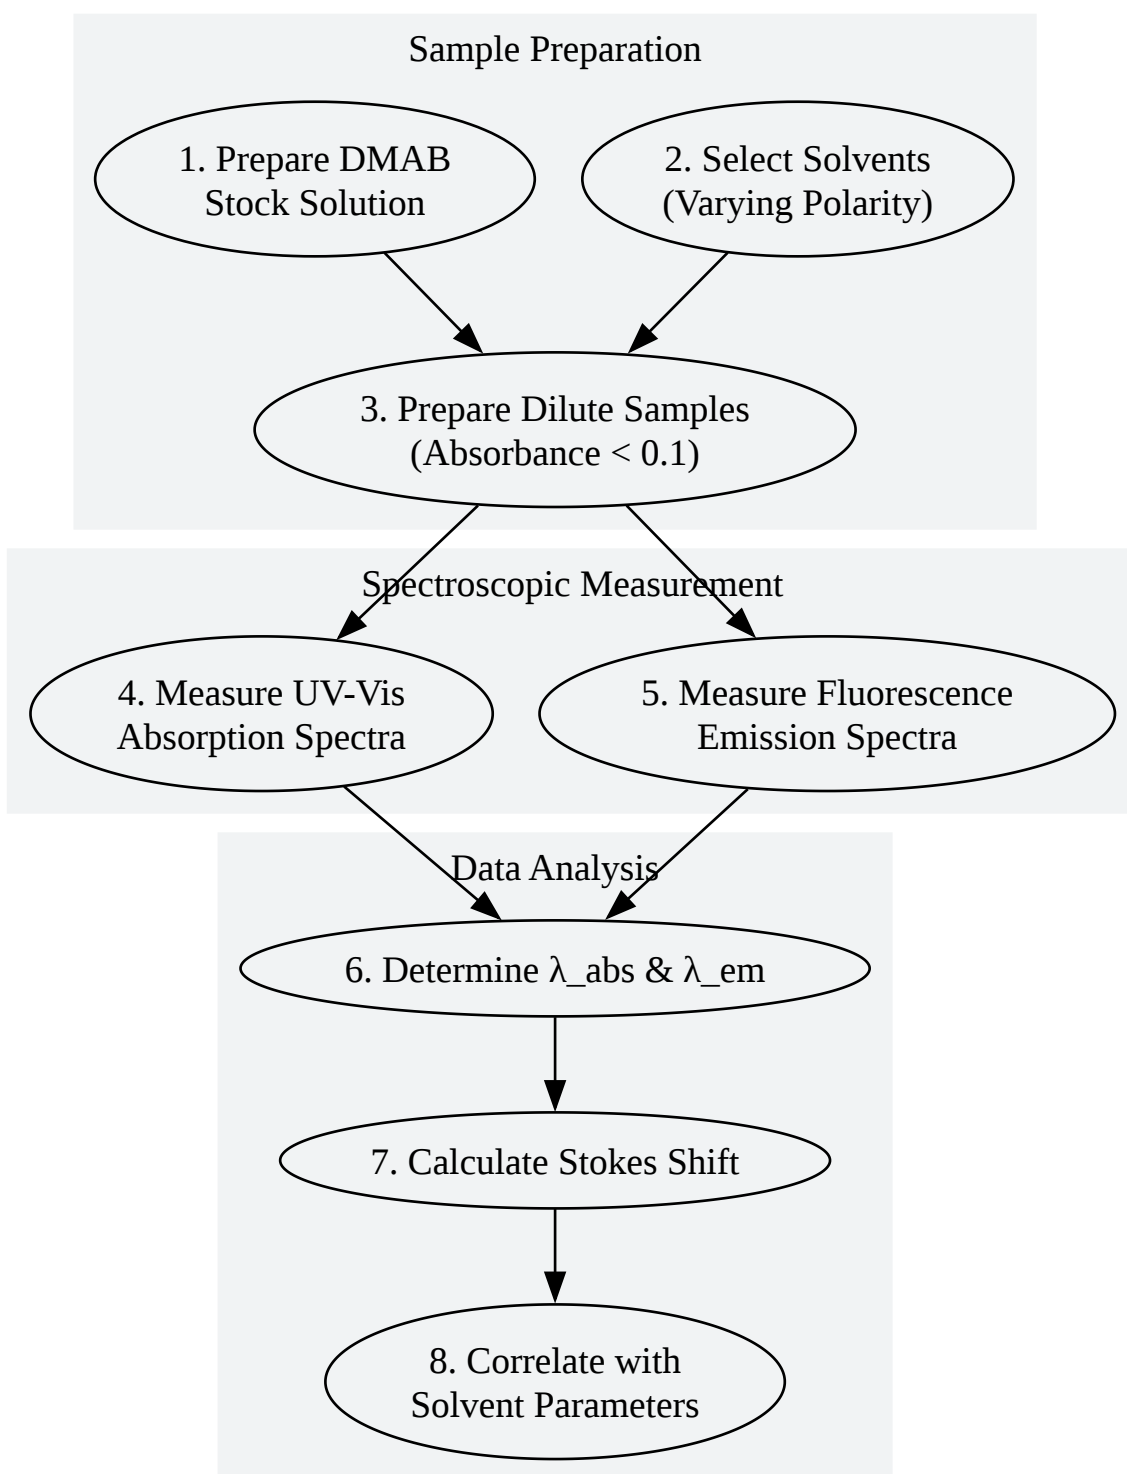 Sample Preparation
1. Prepare DMAB
Stock Solution
2. Select Solvents
(Varying Polarity)
3. Prepare Dilute Samples
(Absorbance < 0.1)
Spectroscopic Measurement
4. Measure UV-Vis
Absorption Spectra
5. Measure Fluorescence
Emission Spectra
Data Analysis
6. Determine λ_abs & λ_em
7. Calculate Stokes Shift
8. Correlate with
Solvent Parameters